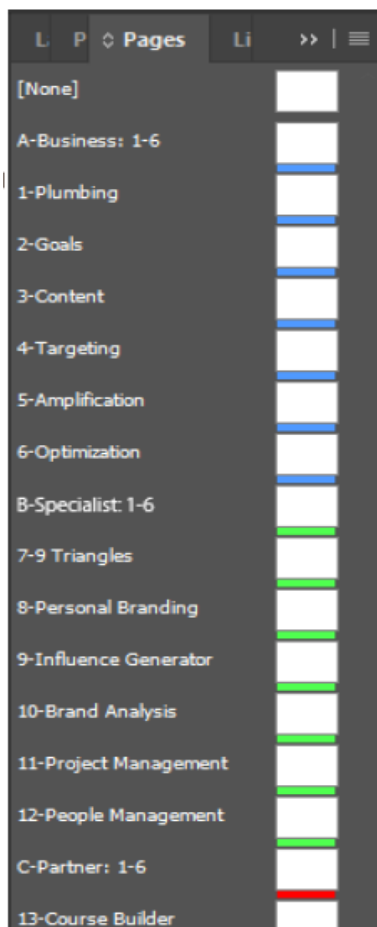 L P Pages Li >>
[None]
A-Business: 1-6
1-Plumbing
2-Goals
3-Content
4-Targeting
5-Amplification
6-Optimization
B-Specialist: 1-6
7-9 Triangles
8-Personal Branding
9-Influence Generator
10-Brand Analysis
11-Project Management
12-People Management
C-Partner: 1-6
13-Course Builder